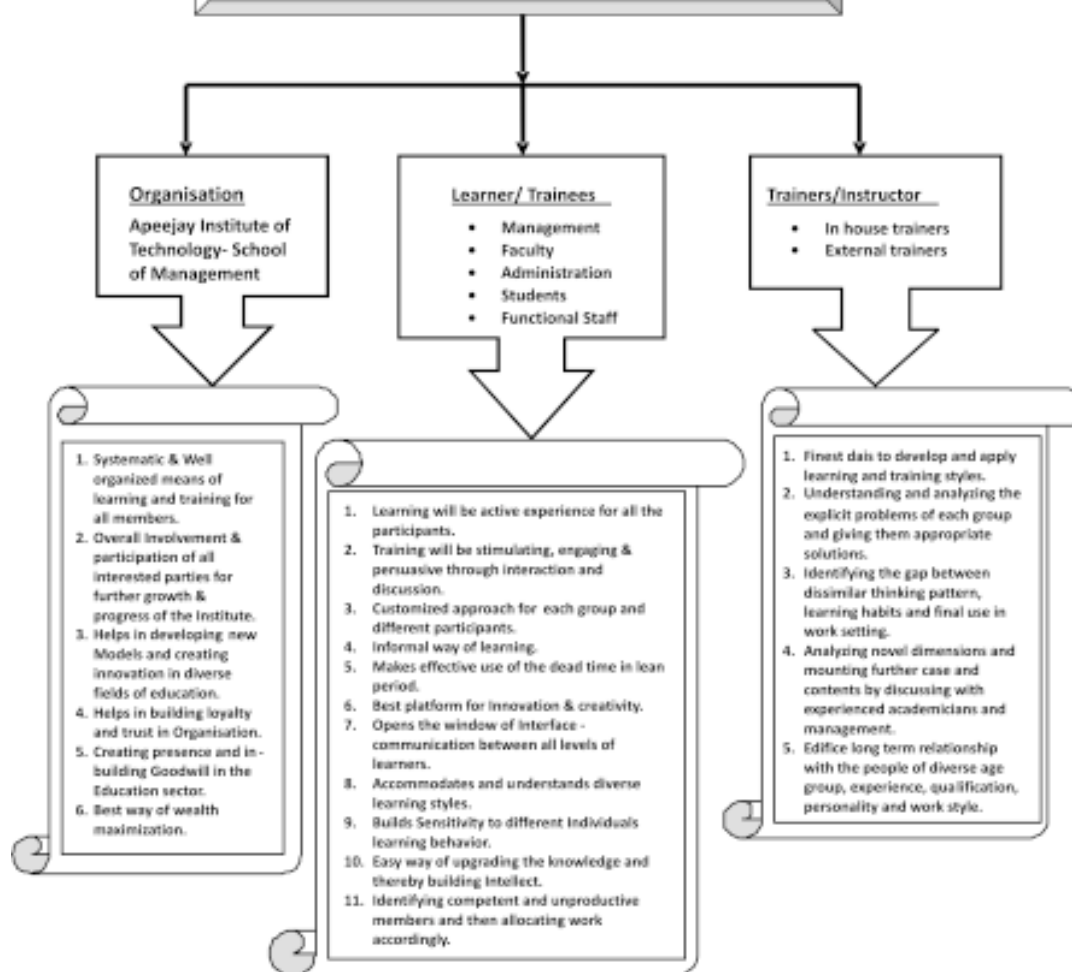 Organisation
Apeejay Institute of
Technology- School
of Management
Learner/ Trainees
• Management
• Faculty
• Administration
• Students
• Functional Staff
Trainers/Instructor
• In house trainers
• External trainers
1. Systematic & Well
organized means of
learning and training for
all members.
2. Overall Involvement &
participation of all
interested parties for
further growth &
progress of the Institute.
3. Helps in developing new
Models and creating
innovation in diverse
fields of education.
4. Helps in building loyalty
and trust in Organisation.
5. Creating presence and in -
building Goodwill in the
Education sector.
6. Best way of wealth
maximization.
1. Learning will be active experience for all the
participants.
2. Training will be stimulating, engaging &
persuasive through interaction and
discussion.
3. Customized approach for each group and
different participants.
4. Informal way of learning.
5. Makes effective use of the dead time in lean
period.
6. Best platform for Innovation & creativity.
7. Opens the window of Interface -
communication between all levels of
learners.
8. Accommodates and understands diverse
learning styles.
9. Builds Sensitivity to different Individuals
learning behavior.
10. Easy way of upgrading the knowledge and
thereby building Intellect.
11. Identifying competent and unproductive
members and then allocating work
accordingly.
1. Finest dais to develop and apply
learning and training styles.
2. Understanding and analyzing the
explicit problems of each group
and giving them appropriate
solutions.
3. Identifying the gap between
dissimilar thinking pattern,
learning habits and final use in
work setting.
4. Analyzing novel dimensions and
mounting further case and
contents by discussing with
experienced academicians and
management.
5. Edifice long term relationship
with the people of diverse age
group, experience, qualification,
personality and work style.